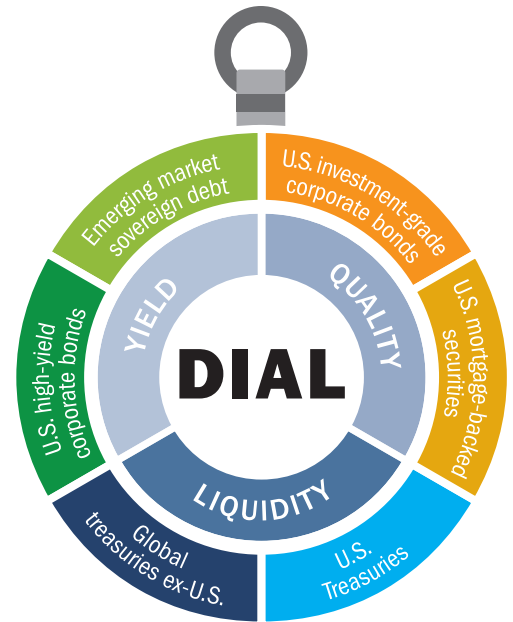 Emerging market
sovereign debt
U.S. investment-grade
corporate bonds
YIELD
QUALITY
U.S. high-yield
corporate bonds
DIAL
U.S. mortgage-backed
securities
LIQUIDITY
Global
treasuries ex-U.S.
U.S.
Treasuries